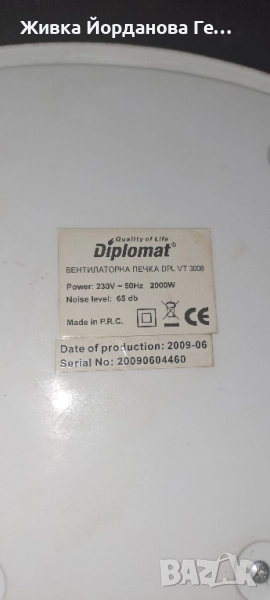 Живка Йорданова Ге...
Quality of Life
Diplomat®
ВЕНТИЛАТОРНА ПЕЧКА DPL VT 3008
Power: 230V ~ 50Hz 2000W
Noise level: 65 db
Made in P.R.C.
CE
Date of production: 2009-06
Serial No: 20090604460
BAZAR